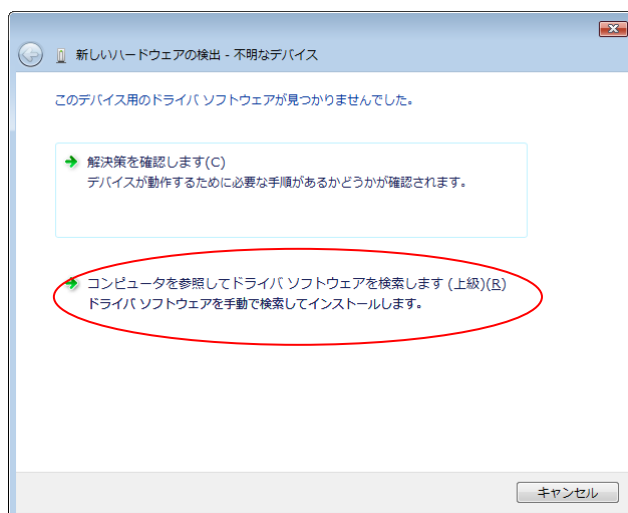 新しいハードウェアの検出 - 不明なデバイス
このデバイス用のドライバ ソフトウェアが見つかりませんでした。
解決策を確認します(C)
デバイスが動作するために必要な手順があるかどうかが確認されます。
コンピュータを参照してドライバ ソフトウェアを検索します (上級)(R)
ドライバ ソフトウェアを手動で検索してインストールします。
キャンセル